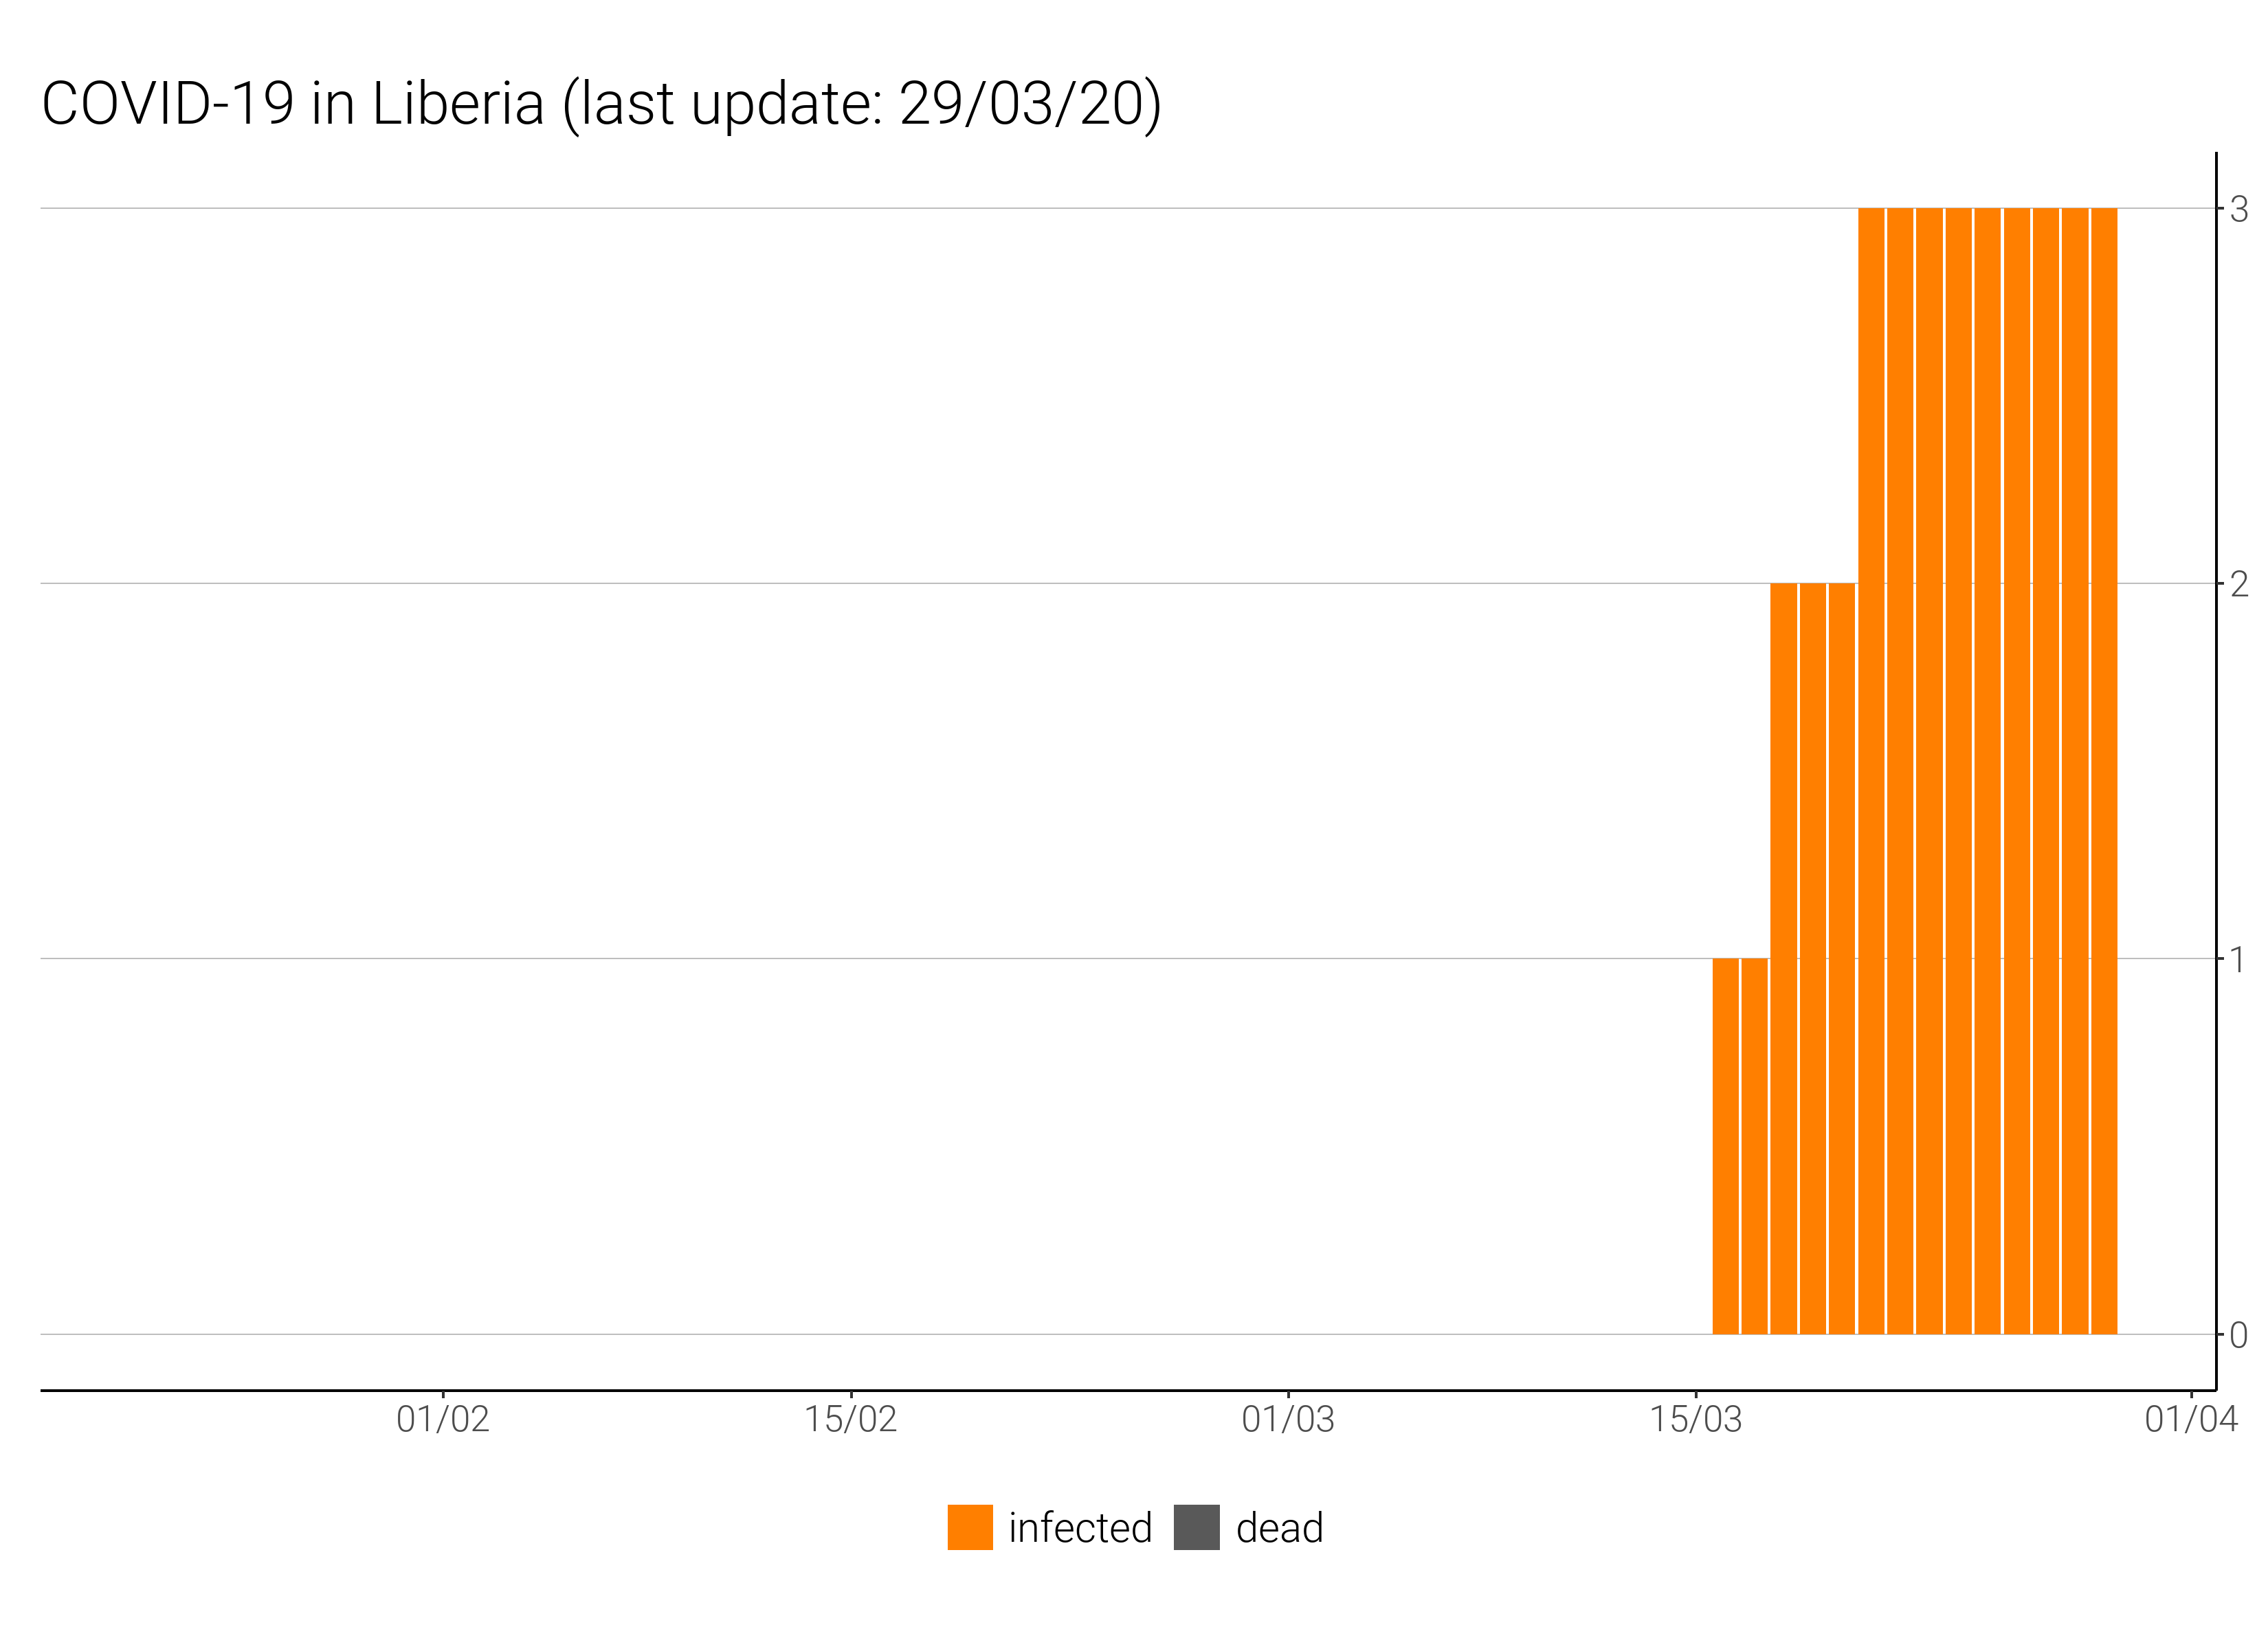 COVID-19 in Liberia (last update: 29/03/20)
3
2
1
0
01/02 15/02 01/03 15/03 01/04
infected dead